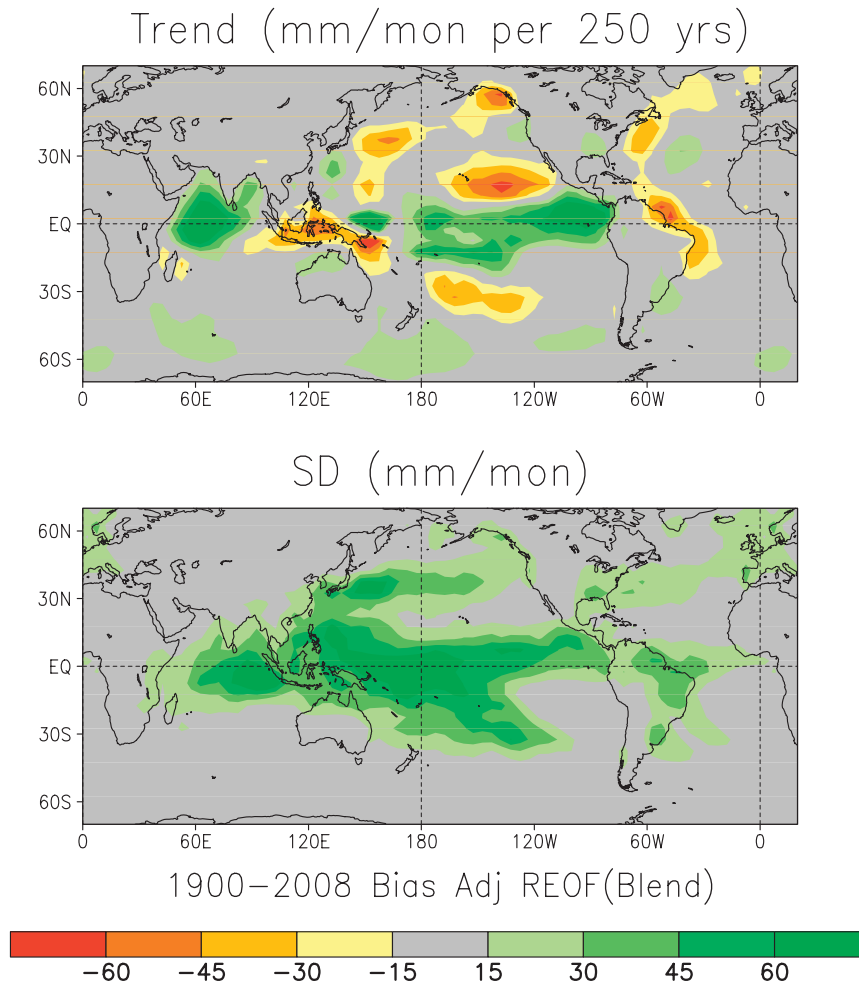 Trend (mm/mon per 250 yrs)
60N
30N
EQ
30S
60S
0 60E 120E 180 120W 60W 0
SD (mm/mon)
60N
30N
EQ
30S
60S
0 60E 120E 180 120W 60W 0
1900-2008 Bias Adj REOF(Blend)
-60 -45 -30 -15 15 30 45 60